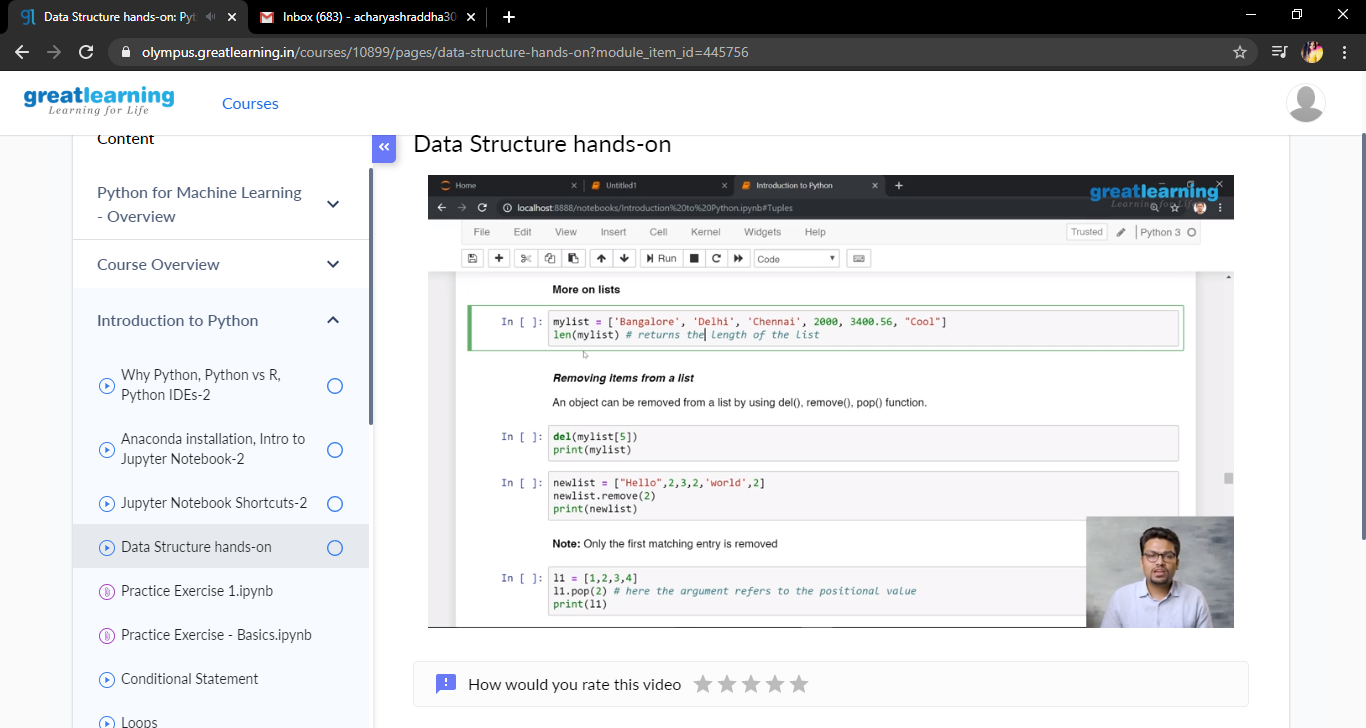 Data Structure hands-on: Pyt
Inbox (683) - acharyashraddha30
olympus.greatlearning.in/courses/10899/pages/data-structure-hands-on?module_item_id=445756
greatlearning
Learning for Life
Courses
Content
Python for Machine Learning
- Overview
Course Overview
Introduction to Python
Why Python, Python vs R,
Python IDEs-2
Anaconda installation, Intro to
Jupyter Notebook-2
Jupyter Notebook Shortcuts-2
Data Structure hands-on
Practice Exercise 1.ipynb
Practice Exercise - Basics.ipynb
Conditional Statement
Loops
Data Structure hands-on
Home
Untitled1
Introduction to Python
greatlearning
Learning for Life
localhost:8888/notebooks/Introduction%20to%20Python.ipynb#Tuples
File Edit View Insert Cell Kernel Widgets Help
Trusted
Python 3
Run
Code
More on lists
In [ ]: mylist = ['Bangalore', 'Delhi', 'Chennai', 2000, 3400.56, "Cool"]
len(mylist) # returns the length of the list
Removing items from a list
An object can be removed from a list by using del(), remove(), pop() function.
In [ ]: del(mylist[5])
print(mylist)
In [ ]: newlist = ["Hello",2,3,2,'world',2]
newlist.remove(2)
print(newlist)
Note: Only the first matching entry is removed
In [ ]: l1 = [1,2,3,4]
l1.pop(2) # here the argument refers to the positional value
print(l1)
How would you rate this video